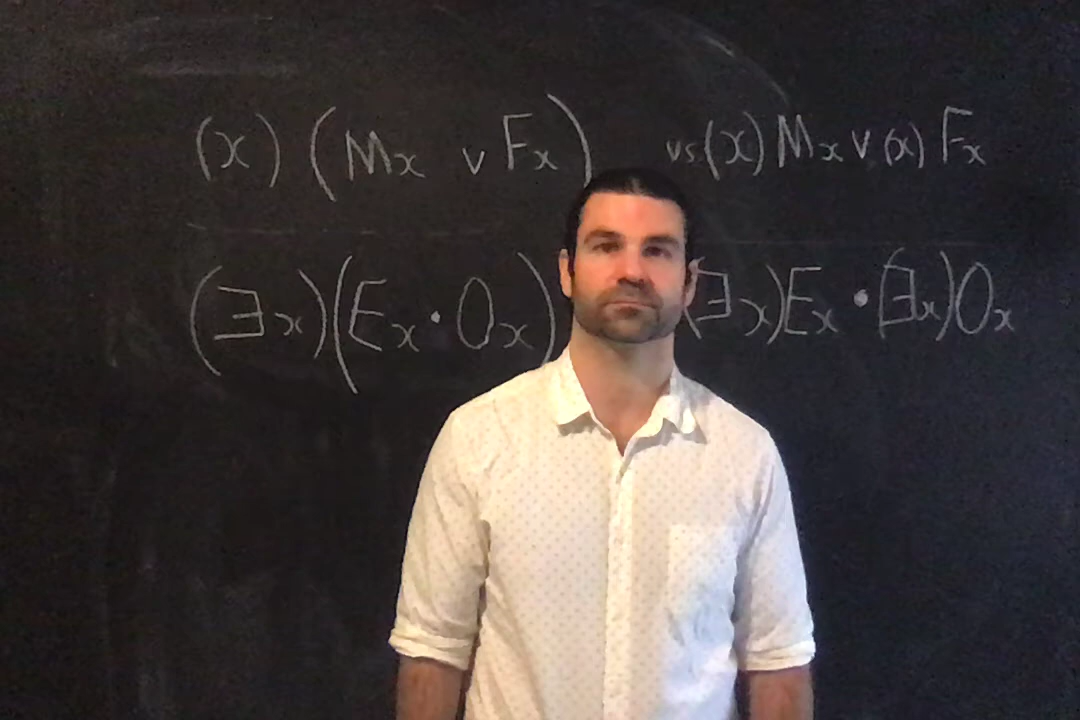 (x) (Mx v Fx) vs. (x) Mx v (x) Fx
(∃x)(Ex · Ox) (∃x)Ex · (∃x)Ox